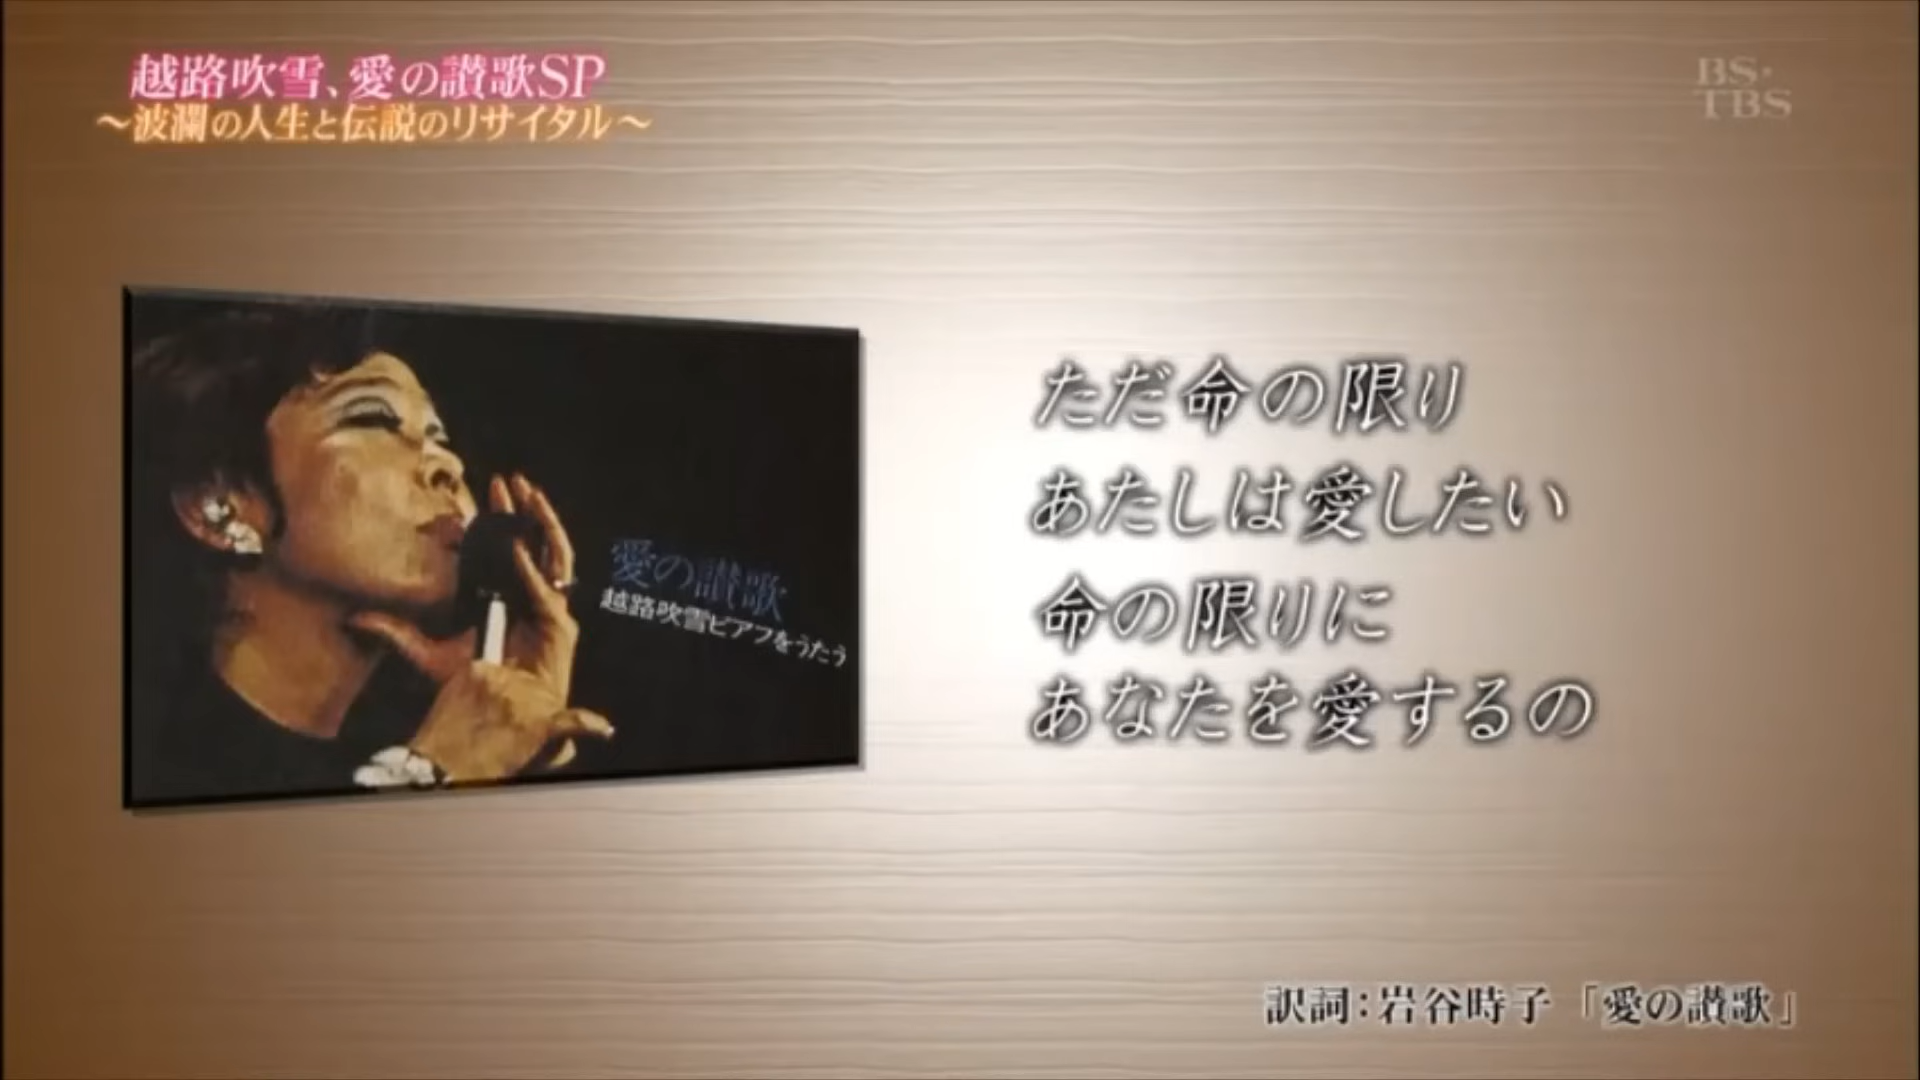 越路吹雪、愛の讃歌SP
～波瀾の人生と伝説のリサイタル～
BS・
TBS
愛の讃歌
越路吹雪ピアフをうたう
ただ命の限り
あたしは愛したい
命の限りに
あなたを愛するの
訳詞：岩谷時子 「愛の讃歌」